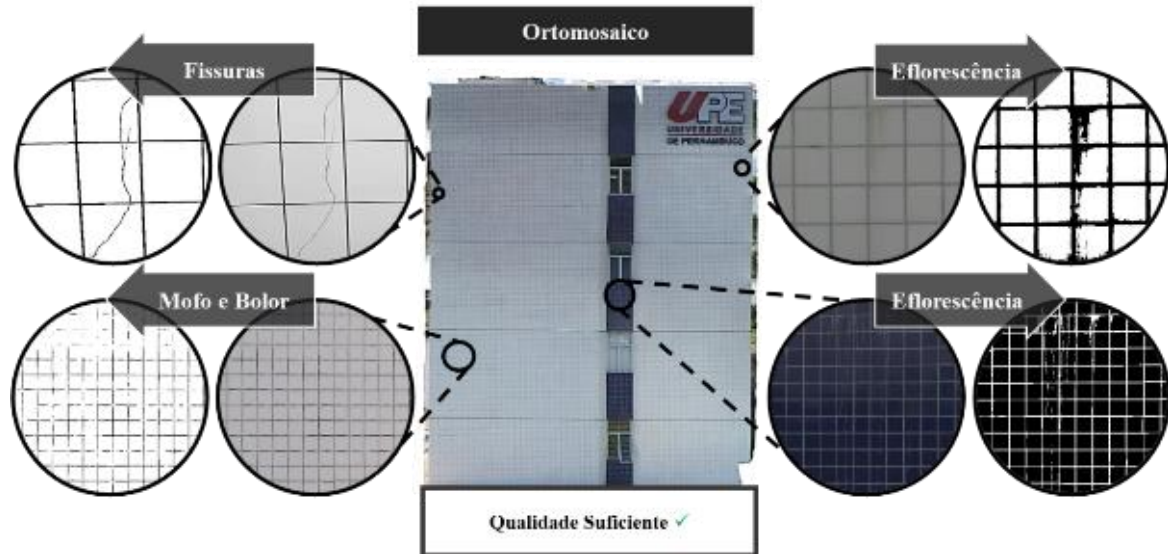 Ortomosaico
Fissuras
Eflorescência
UPE
UNIVERSIDADE
DE PERNAMBUCO
Mofo e Bolor
Eflorescência
Qualidade Suficiente ✓